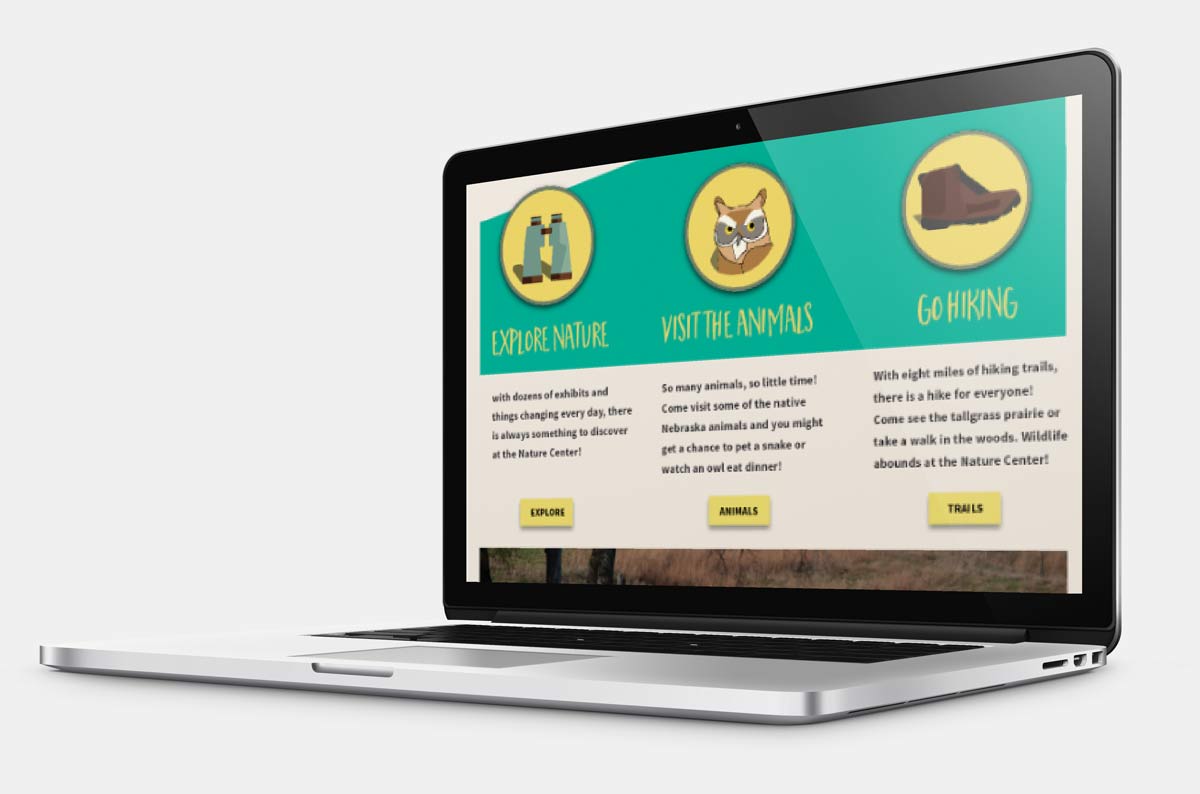 EXPLORE NATURE
with dozens of exhibits and
things changing every day, there
is always something to discover
at the Nature Center!
EXPLORE
VISIT THE ANIMALS
So many animals, so little time!
Come visit some of the native
Nebraska animals and you might
get a chance to pet a snake or
watch an owl eat dinner!
ANIMALS
GO HIKING
With eight miles of hiking trails,
there is a hike for everyone!
Come see the tallgrass prairie or
take a walk in the woods. Wildlife
abounds at the Nature Center!
TRAILS